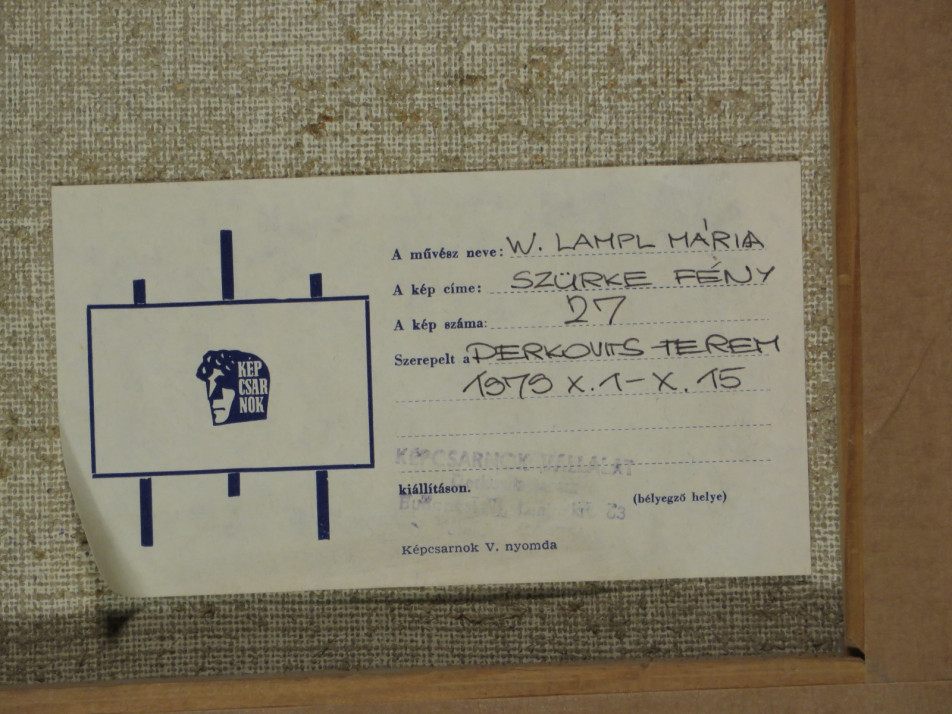 KÉP
CSAR
NOK
A művész neve: W. LAMPL MÁRIA
A kép címe: SZÜRKE FÉNY
A kép száma: 27
Szerepelt a DERKOVITS TEREM
1979 X. 1 - X. 15
KÉPCSARNOK VÁLLALAT
kiállításon.
(bélyegző helye)
Képcsarnok V. nyomda